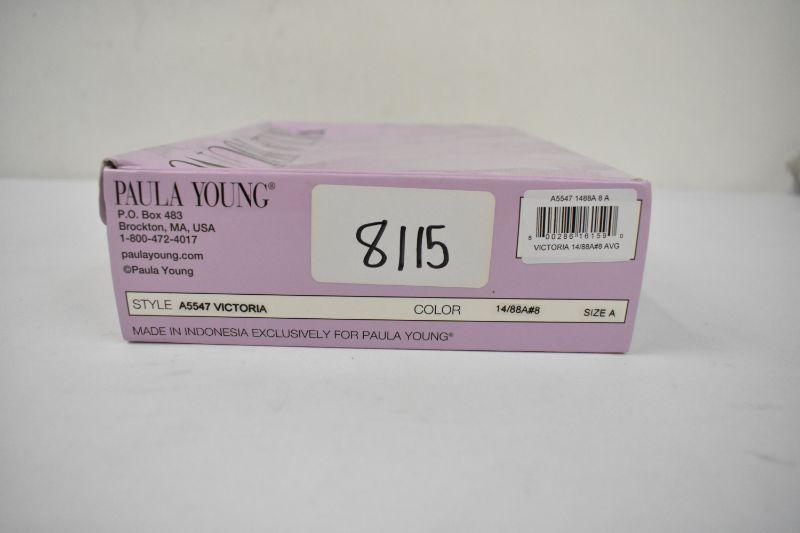 PAULA YOUNG®
P.O. Box 483
Brockton, MA, USA
1-800-472-4017
paulayoung.com
©Paula Young
8115
A5547 1488A 8 A
8 00286 16159 0
VICTORIA 14/88A#8 AVG
STYLE A5547 VICTORIA COLOR 14/88A#8 SIZE A
MADE IN INDONESIA EXCLUSIVELY FOR PAULA YOUNG®